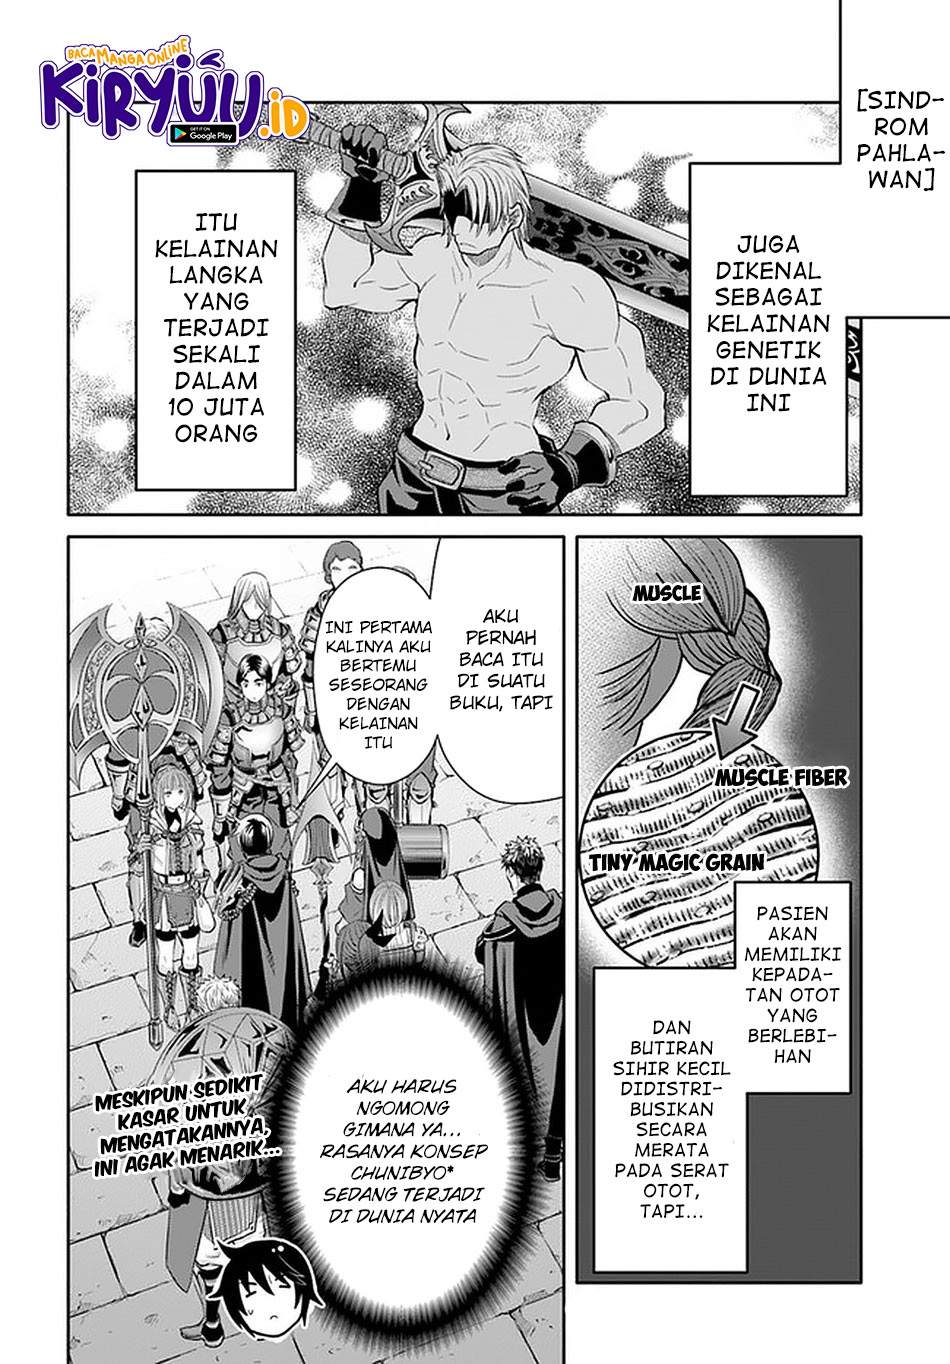 BACA MANGA ONLINE
KIRYUU.ID
GET IT ON
Google Play
[SIND-
ROM
PAHLA-
WAN]
JUGA
DIKENAL
SEBAGAI
KELAINAN
GENETIK
DI DUNIA
INI
ITU
KELAINAN
LANGKA
YANG
TERJADI
SEKALI
DALAM
10 JUTA
ORANG
MUSCLE
MUSCLE FIBER
TINY MAGIC GRAIN
PASIEN
AKAN
MEMILIKI
KEPADA-
TAN OTOT
YANG
BERLEBI-
HAN
DAN
BUTIRAN
SIHIR KECIL
DIDISTRI-
BUSIKAN
SECARA
MERATA
PADA SERAT
OTOT,
TAPI...
AKU
PERNAH
BACA ITU
DI SUATU
BUKU, TAPI
INI PERTAMA
KALINYA AKU
BERTEMU
SESEORANG
DENGAN
KELAINAN
ITU
AKU HARUS
NGOMONG
GIMANA YA...
RASANYA KONSEP
CHUNIBYO*
SEDANG TERJADI
DI DUNIA NYATA
MESKIPUN SEDIKIT
KASAR UNTUK
MENGATAKANNYA,
INI AGAK MENARIK...